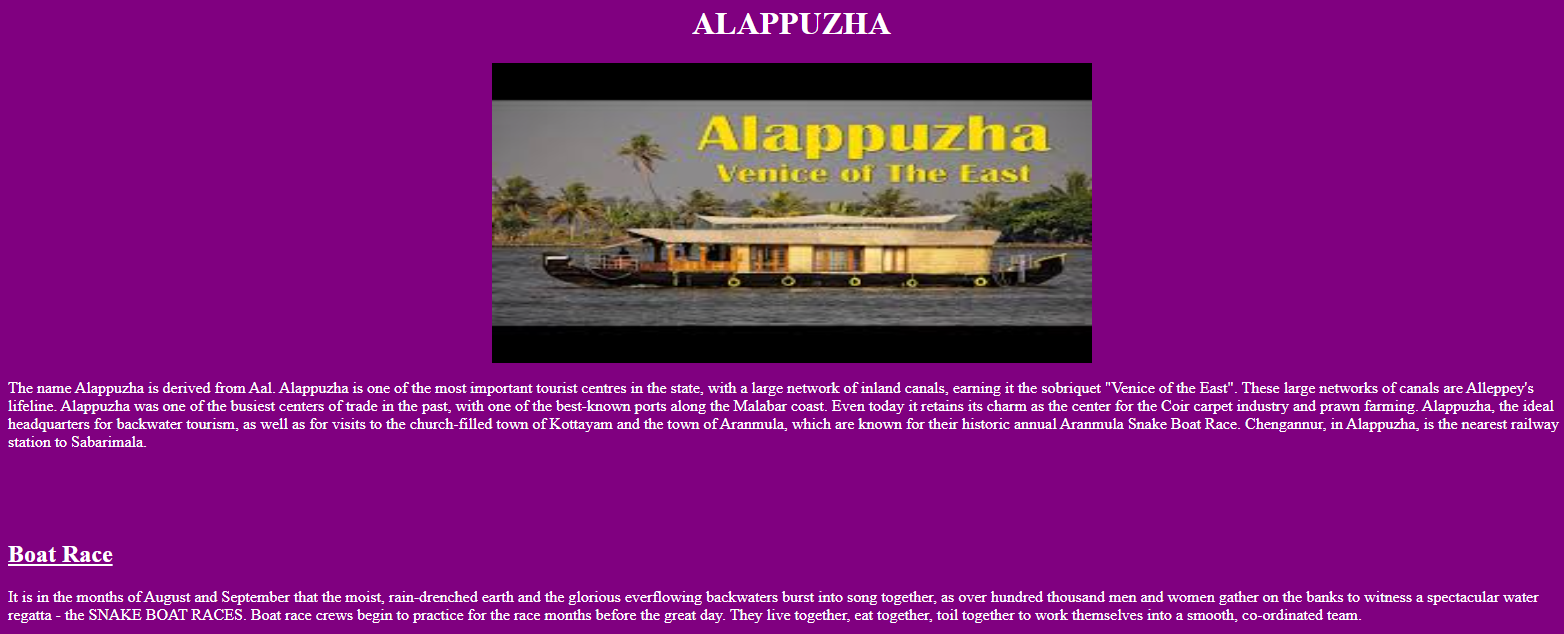 ALAPPUZHA
Alappuzha
Venice of The East
The name Alappuzha is derived from Aal. Alappuzha is one of the most important tourist centres in the state, with a large network of inland canals, earning it the sobriquet "Venice of the East". These large networks of canals are Alleppey's
lifeline. Alappuzha was one of the busiest centers of trade in the past, with one of the best-known ports along the Malabar coast. Even today it retains its charm as the center for the Coir carpet industry and prawn farming. Alappuzha, the ideal
headquarters for backwater tourism, as well as for visits to the church-filled town of Kottayam and the town of Aranmula, which are known for their historic annual Aranmula Snake Boat Race. Chengannur, in Alappuzha, is the nearest railway
station to Sabarimala.
Boat Race
It is in the months of August and September that the moist, rain-drenched earth and the glorious everflowing backwaters burst into song together, as over hundred thousand men and women gather on the banks to witness a spectacular water
regatta - the SNAKE BOAT RACES. Boat race crews begin to practice for the race months before the great day. They live together, eat together, toil together to work themselves into a smooth, co-ordinated team.